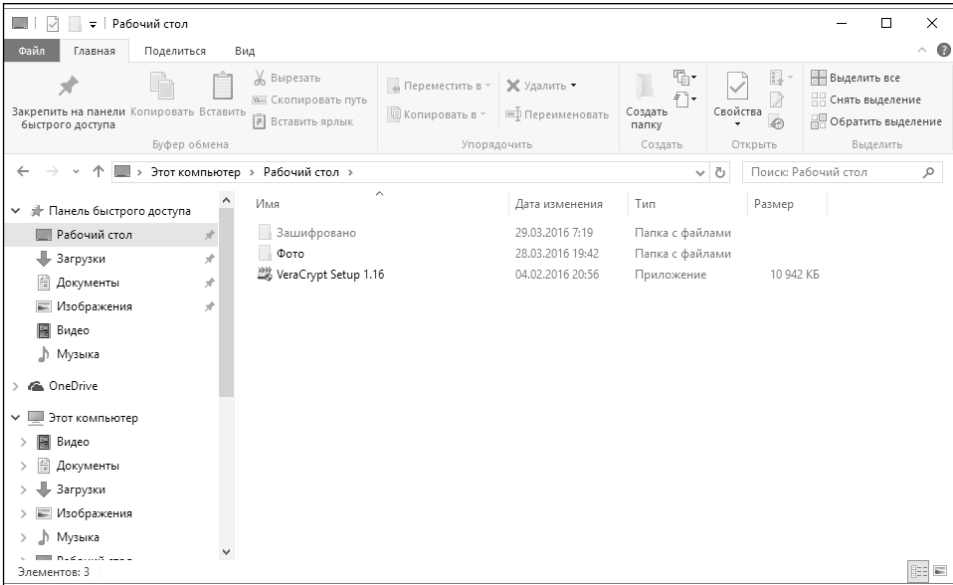 Рабочий стол
Файл Главная Поделиться Вид
Закрепить на панели быстрого доступа
Копировать
Вставить
Вырезать
Скопировать путь
Вставить ярлык
Буфер обмена
Переместить в
Копировать в
Удалить
Переименовать
Упорядочить
Создать папку
Создать
Свойства
Открыть
Выделить все
Снять выделение
Обратить выделение
Выделить
Этот компьютер > Рабочий стол >
Поиск: Рабочий стол
Панель быстрого доступа
Рабочий стол
Загрузки
Документы
Изображения
Видео
Музыка
OneDrive
Этот компьютер
Видео
Документы
Загрузки
Изображения
Музыка
Рабочий стол
Имя Дата изменения Тип Размер
Зашифровано 29.03.2016 7:19 Папка с файлами
Фото 28.03.2016 19:42 Папка с файлами
VeraCrypt Setup 1.16 04.02.2016 20:56 Приложение 10 942 КБ
Элементов: 3